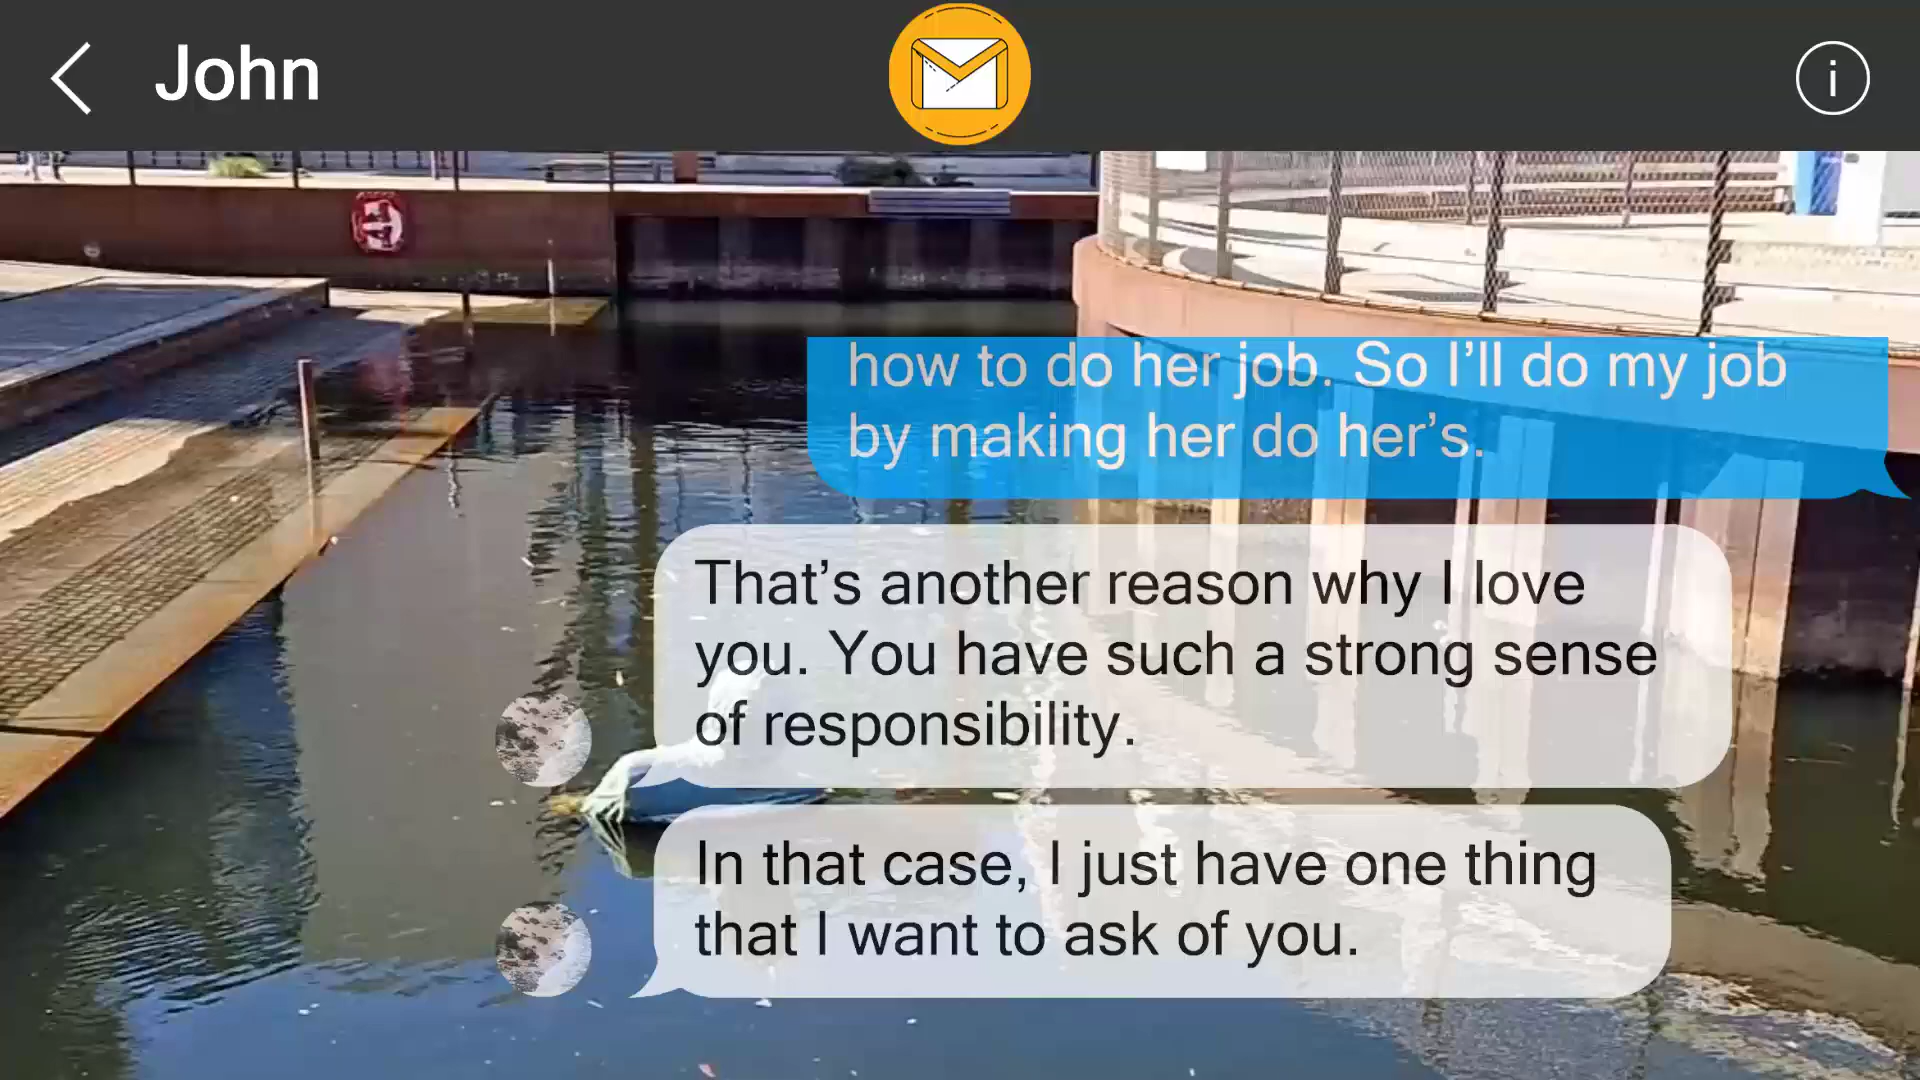 John
i
how to do her job. So I’ll do my job
by making her do her’s.
That’s another reason why I love
you. You have such a strong sense
of responsibility.
In that case, I just have one thing
that I want to ask of you.